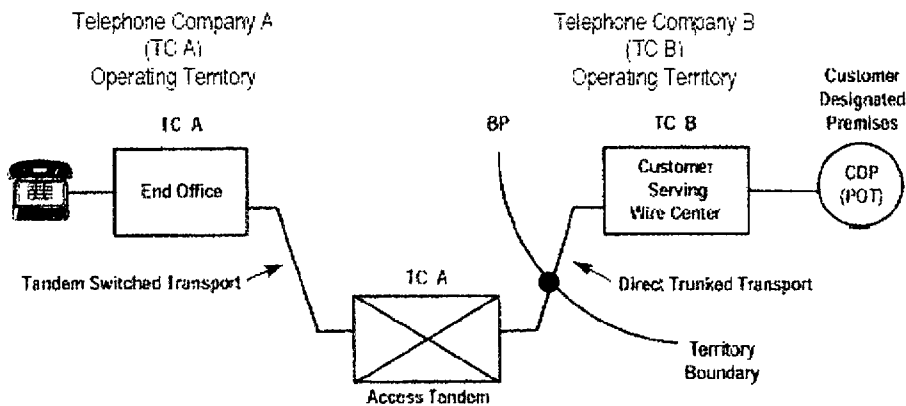 Telephone Company A
(TC A)
Operating Territory
Telephone Company B
(TC B)
Operating Territory
Customer
Designated
Premises
TC A
BP
TC B
End Office
Customer
Serving
Wire Center
CDP
(POT)
Tandem Switched Transport
TC A
Direct Trunked Transport
Territory
Boundary
Access Tandem